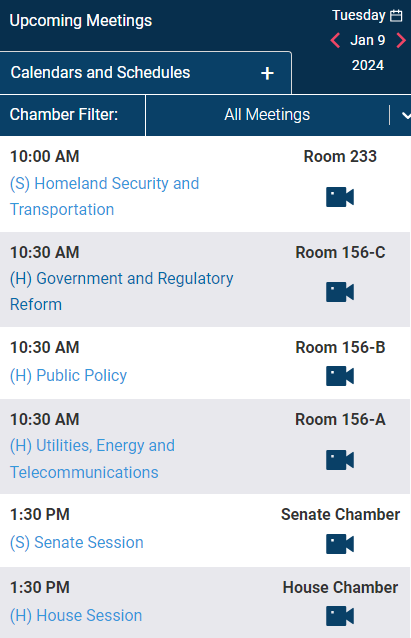 Upcoming Meetings
Tuesday
Jan 9
2024
Calendars and Schedules +
Chamber Filter: All Meetings
10:00 AM Room 233
(S) Homeland Security and
Transportation
10:30 AM Room 156-C
(H) Government and Regulatory
Reform
10:30 AM Room 156-B
(H) Public Policy
10:30 AM Room 156-A
(H) Utilities, Energy and
Telecommunications
1:30 PM Senate Chamber
(S) Senate Session
1:30 PM House Chamber
(H) House Session